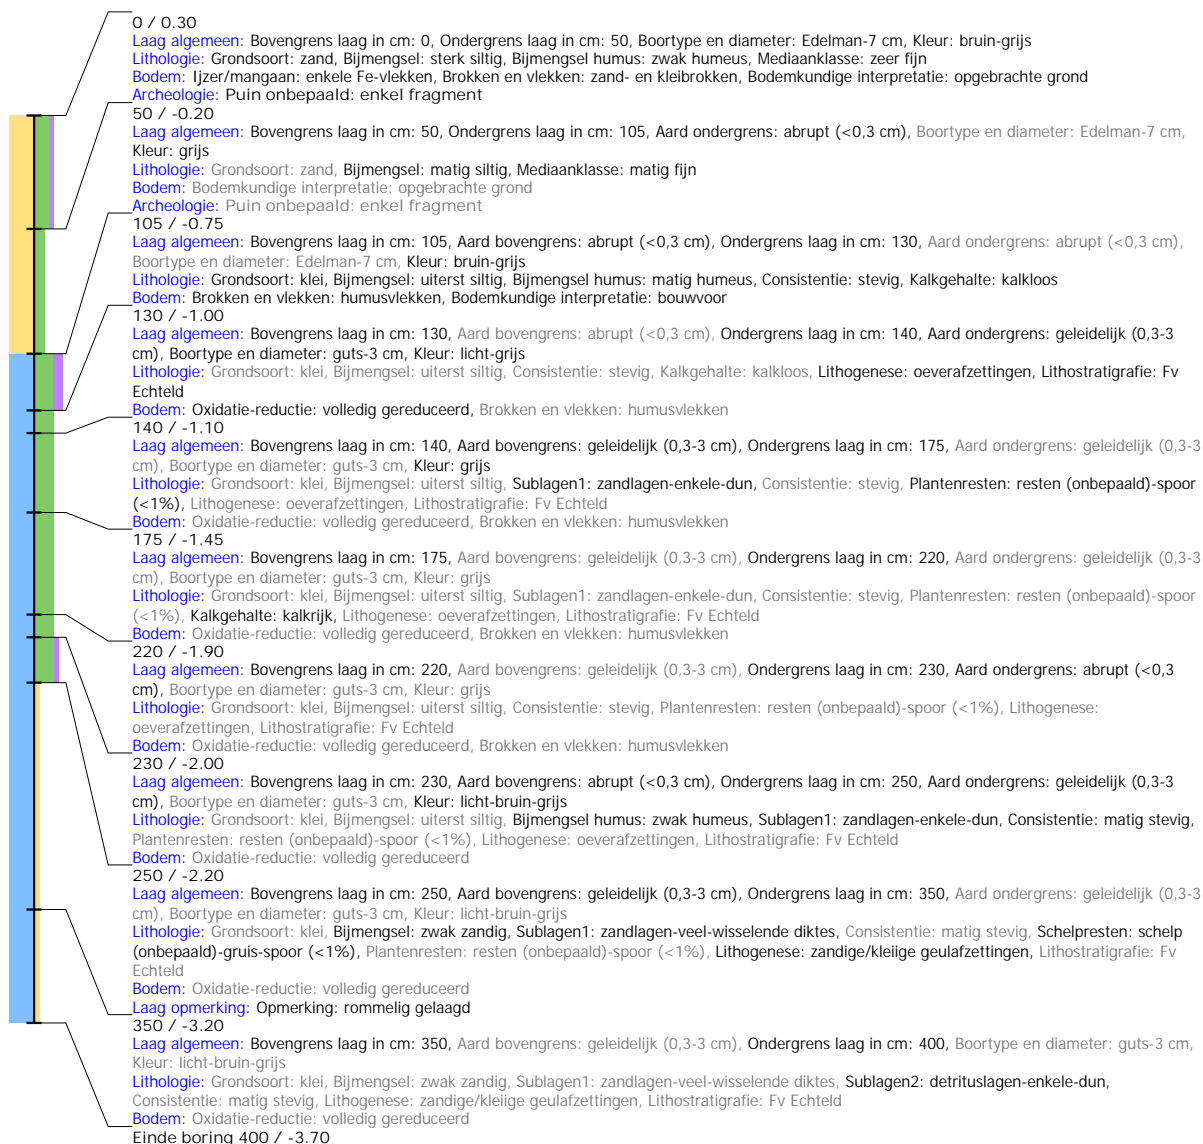 0 / 0.30
Laag algemeen: Bovengrens laag in cm: 0, Ondergrens laag in cm: 50, Boortype en diameter: Edelman-7 cm, Kleur: bruin-grijs
Lithologie: Grondsoort: zand, Bijmengsel: sterk siltig, Bijmengsel humus: zwak humeus, Mediaanklasse: zeer fijn
Bodem: Ijzer/mangaan: enkele Fe-vlekken, Brokken en vlekken: zand- en kleibrokken, Bodemkundige interpretatie: opgebrachte grond
Archeologie: Puin onbepaald: enkel fragment
50 / -0.20
Laag algemeen: Bovengrens laag in cm: 50, Ondergrens laag in cm: 105, Aard ondergrens: abrupt (<0,3 cm), Boortype en diameter: Edelman-7 cm,
Kleur: grijs
Lithologie: Grondsoort: zand, Bijmengsel: matig siltig, Mediaanklasse: matig fijn
Bodem: Bodemkundige interpretatie: opgebrachte grond
Archeologie: Puin onbepaald: enkel fragment
105 / -0.75
Laag algemeen: Bovengrens laag in cm: 105, Aard bovengrens: abrupt (<0,3 cm), Ondergrens laag in cm: 130, Aard ondergrens: abrupt (<0,3 cm),
Boortype en diameter: Edelman-7 cm, Kleur: bruin-grijs
Lithologie: Grondsoort: klei, Bijmengsel: uiterst siltig, Bijmengsel humus: matig humeus, Consistentie: stevig, Kalkgehalte: kalkloos
Bodem: Brokken en vlekken: humusvlekken, Bodemkundige interpretatie: bouwvoor
130 / -1.00
Laag algemeen: Bovengrens laag in cm: 130, Aard bovengrens: abrupt (<0,3 cm), Ondergrens laag in cm: 140, Aard ondergrens: geleidelijk (0,3-3
cm), Boortype en diameter: guts-3 cm, Kleur: licht-grijs
Lithologie: Grondsoort: klei, Bijmengsel: uiterst siltig, Consistentie: stevig, Kalkgehalte: kalkloos, Lithogenese: oeverafzettingen, Lithostratigrafie: Fv
Echteld
Bodem: Oxidatie-reductie: volledig gereduceerd, Brokken en vlekken: humusvlekken
140 / -1.10
Laag algemeen: Bovengrens laag in cm: 140, Aard bovengrens: geleidelijk (0,3-3 cm), Ondergrens laag in cm: 175, Aard ondergrens: geleidelijk (0,3-3
cm), Boortype en diameter: guts-3 cm, Kleur: grijs
Lithologie: Grondsoort: klei, Bijmengsel: uiterst siltig, Sublagen1: zandlagen-enkele-dun, Consistentie: stevig, Plantenresten: resten (onbepaald)-spoor
(<1%), Lithogenese: oeverafzettingen, Lithostratigrafie: Fv Echteld
Bodem: Oxidatie-reductie: volledig gereduceerd, Brokken en vlekken: humusvlekken
175 / -1.45
Laag algemeen: Bovengrens laag in cm: 175, Aard bovengrens: geleidelijk (0,3-3 cm), Ondergrens laag in cm: 220, Aard ondergrens: geleidelijk (0,3-3
cm), Boortype en diameter: guts-3 cm, Kleur: grijs
Lithologie: Grondsoort: klei, Bijmengsel: uiterst siltig, Sublagen1: zandlagen-enkele-dun, Consistentie: stevig, Plantenresten: resten (onbepaald)-spoor
(<1%), Kalkgehalte: kalkrijk, Lithogenese: oeverafzettingen, Lithostratigrafie: Fv Echteld
Bodem: Oxidatie-reductie: volledig gereduceerd, Brokken en vlekken: humusvlekken
220 / -1.90
Laag algemeen: Bovengrens laag in cm: 220, Aard bovengrens: geleidelijk (0,3-3 cm), Ondergrens laag in cm: 230, Aard ondergrens: abrupt (<0,3
cm), Boortype en diameter: guts-3 cm, Kleur: grijs
Lithologie: Grondsoort: klei, Bijmengsel: uiterst siltig, Consistentie: stevig, Plantenresten: resten (onbepaald)-spoor (<1%), Lithogenese:
oeverafzettingen, Lithostratigrafie: Fv Echteld
Bodem: Oxidatie-reductie: volledig gereduceerd, Brokken en vlekken: humusvlekken
230 / -2.00
Laag algemeen: Bovengrens laag in cm: 230, Aard bovengrens: abrupt (<0,3 cm), Ondergrens laag in cm: 250, Aard ondergrens: geleidelijk (0,3-3
cm), Boortype en diameter: guts-3 cm, Kleur: licht-bruin-grijs
Lithologie: Grondsoort: klei, Bijmengsel: uiterst siltig, Bijmengsel humus: zwak humeus, Sublagen1: zandlagen-enkele-dun, Consistentie: matig stevig,
Plantenresten: resten (onbepaald)-spoor (<1%), Lithogenese: oeverafzettingen, Lithostratigrafie: Fv Echteld
Bodem: Oxidatie-reductie: volledig gereduceerd
250 / -2.20
Laag algemeen: Bovengrens laag in cm: 250, Aard bovengrens: geleidelijk (0,3-3 cm), Ondergrens laag in cm: 350, Aard ondergrens: geleidelijk (0,3-3
cm), Boortype en diameter: guts-3 cm, Kleur: licht-bruin-grijs
Lithologie: Grondsoort: klei, Bijmengsel: zwak zandig, Sublagen1: zandlagen-veel-wisselende diktes, Consistentie: matig stevig, Schelpresten: schelp
(onbepaald)-gruis-spoor (<1%), Plantenresten: resten (onbepaald)-spoor (<1%), Lithogenese: zandige/kleiige geulafzettingen, Lithostratigrafie: Fv
Echteld
Bodem: Oxidatie-reductie: volledig gereduceerd
Laag opmerking: Opmerking: rommelig gelaagd
350 / -3.20
Laag algemeen: Bovengrens laag in cm: 350, Aard bovengrens: geleidelijk (0,3-3 cm), Ondergrens laag in cm: 400, Boortype en diameter: guts-3 cm,
Kleur: licht-bruin-grijs
Lithologie: Grondsoort: klei, Bijmengsel: zwak zandig, Sublagen1: zandlagen-veel-wisselende diktes, Sublagen2: detrituslagen-enkele-dun,
Consistentie: matig stevig, Lithogenese: zandige/kleiige geulafzettingen, Lithostratigrafie: Fv Echteld
Bodem: Oxidatie-reductie: volledig gereduceerd
Einde boring 400 / -3.70